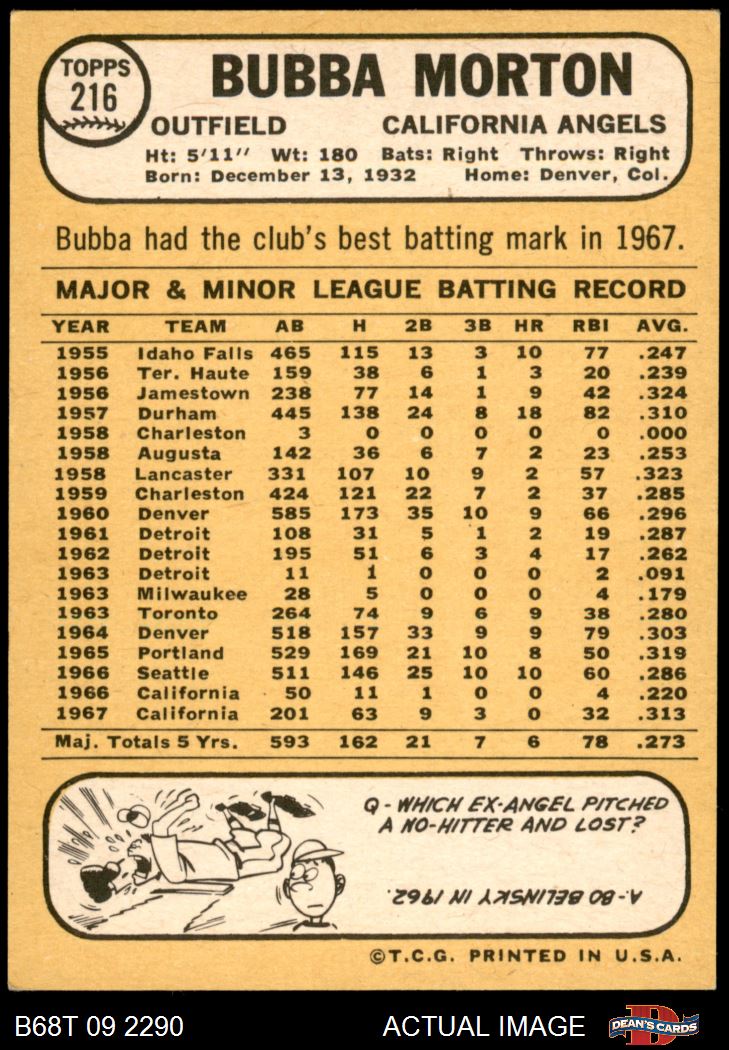 TOPPS
216
BUBBA MORTON
OUTFIELD CALIFORNIA ANGELS
Ht: 5'11'' Wt: 180 Bats: Right Throws: Right
Born: December 13, 1932 Home: Denver, Col.
Bubba had the club's best batting mark in 1967.
MAJOR & MINOR LEAGUE BATTING RECORD
YEAR TEAM AB H 2B 3B HR RBI AVG.
1955 Idaho Falls 465 115 13 3 10 77 .247
1956 Ter. Haute 159 38 6 1 3 20 .239
1956 Jamestown 238 77 14 1 9 42 .324
1957 Durham 445 138 24 8 18 82 .310
1958 Charleston 3 0 0 0 0 0 .000
1958 Augusta 142 36 6 7 2 23 .253
1958 Lancaster 331 107 10 9 2 57 .323
1959 Charleston 424 121 22 7 2 37 .285
1960 Denver 585 173 35 10 9 66 .296
1961 Detroit 108 31 5 1 2 19 .287
1962 Detroit 195 51 6 3 4 17 .262
1963 Detroit 11 1 0 0 0 2 .091
1963 Milwaukee 28 5 0 0 0 4 .179
1963 Toronto 264 74 9 6 9 38 .280
1964 Denver 518 157 33 9 9 79 .303
1965 Portland 529 169 21 10 8 50 .319
1966 Seattle 511 146 25 10 10 60 .286
1966 California 50 11 1 0 0 4 .220
1967 California 201 63 9 3 0 32 .313
Maj. Totals 5 Yrs. 593 162 21 7 6 78 .273
Q - WHICH EX-ANGEL PITCHED
A NO-HITTER AND LOST?
A - BO BELINSKY IN 1962.
©T.C.G. PRINTED IN U.S.A.
B68T 09 2290 ACTUAL IMAGE D DEAN'S CARDS